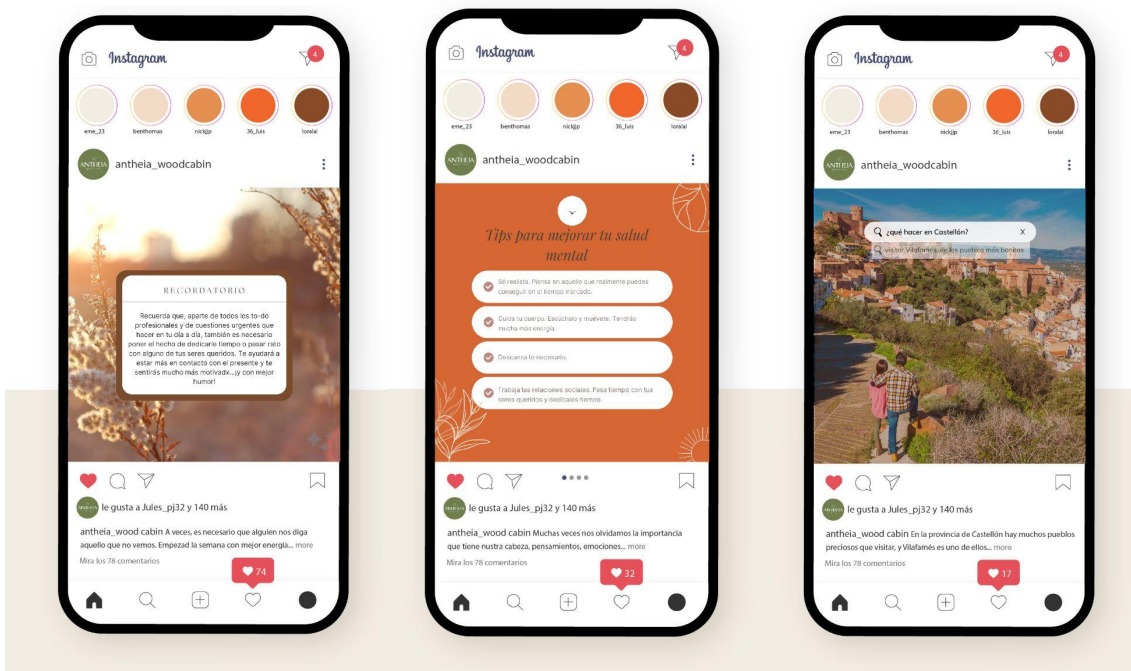 Instagram
4
eme_23
benthomas
nickjjp
36_luis
loralai
ANTHEIA
antheia_woodcabin
RECORDATORIO
Recuerda que, aparte de todos los to-do
profesionales y de cuestiones urgentes que
hacer en tu día a día, también es necesario
poner el hecho de dedicarle tiempo o pasar rato
con alguno de tus seres queridos. Te ayudará a
estar más en contacto con el presente y te
sentirás mucho más motivadx...¡y con mejor
humor!
le gusta a Jules_pj32 y 140 más
antheia_wood cabin A veces, es necesario que alguien nos diga
aquello que no vemos. Empezad la semana con mejor energía... more
Mira los 78 comentarios
74
Instagram
4
eme_23
benthomas
nickjjp
36_luis
loralai
ANTHEIA
antheia_woodcabin
Tips para mejorar tu salud
mental
Sé realista. Piensa en aquello que realmente puedes
conseguir en el tiempo marcado.
Cuida tu cuerpo. Escúchalo y muévete. Tendrás
mucha más energía.
Descansa lo necesario.
Trabaja las relaciones sociales. Pasa tiempo con tus
seres queridos y dedícales tiempo.
le gusta a Jules_pj32 y 140 más
antheia_wood cabin Muchas veces nos olvidamos la importancia
que tiene nustra cabeza, pensamientos, emociones... more
Mira los 78 comentarios
32
Instagram
4
eme_23
benthomas
nickjjp
36_luis
loralai
ANTHEIA
antheia_woodcabin
¿qué hacer en Castellón?
X
visitar Vilafamés, de los pueblos más bonitos
le gusta a Jules_pj32 y 140 más
antheia_wood cabin En la provincia de Castellón hay muchos pueblos
preciosos que visitar, y Vilafamés es uno de ellos... more
Mira los 78 comentarios
17